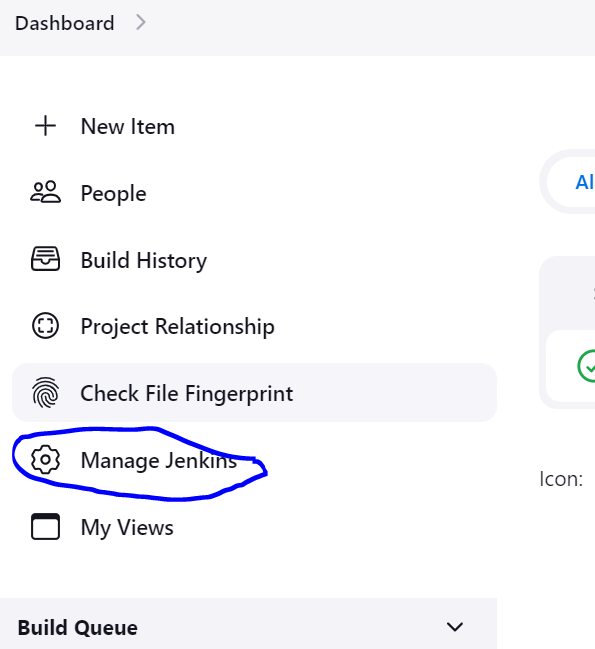 Dashboard
New Item
People
Build History
Project Relationship
Check File Fingerprint
Manage Jenkins
My Views
Icon:
Build Queue